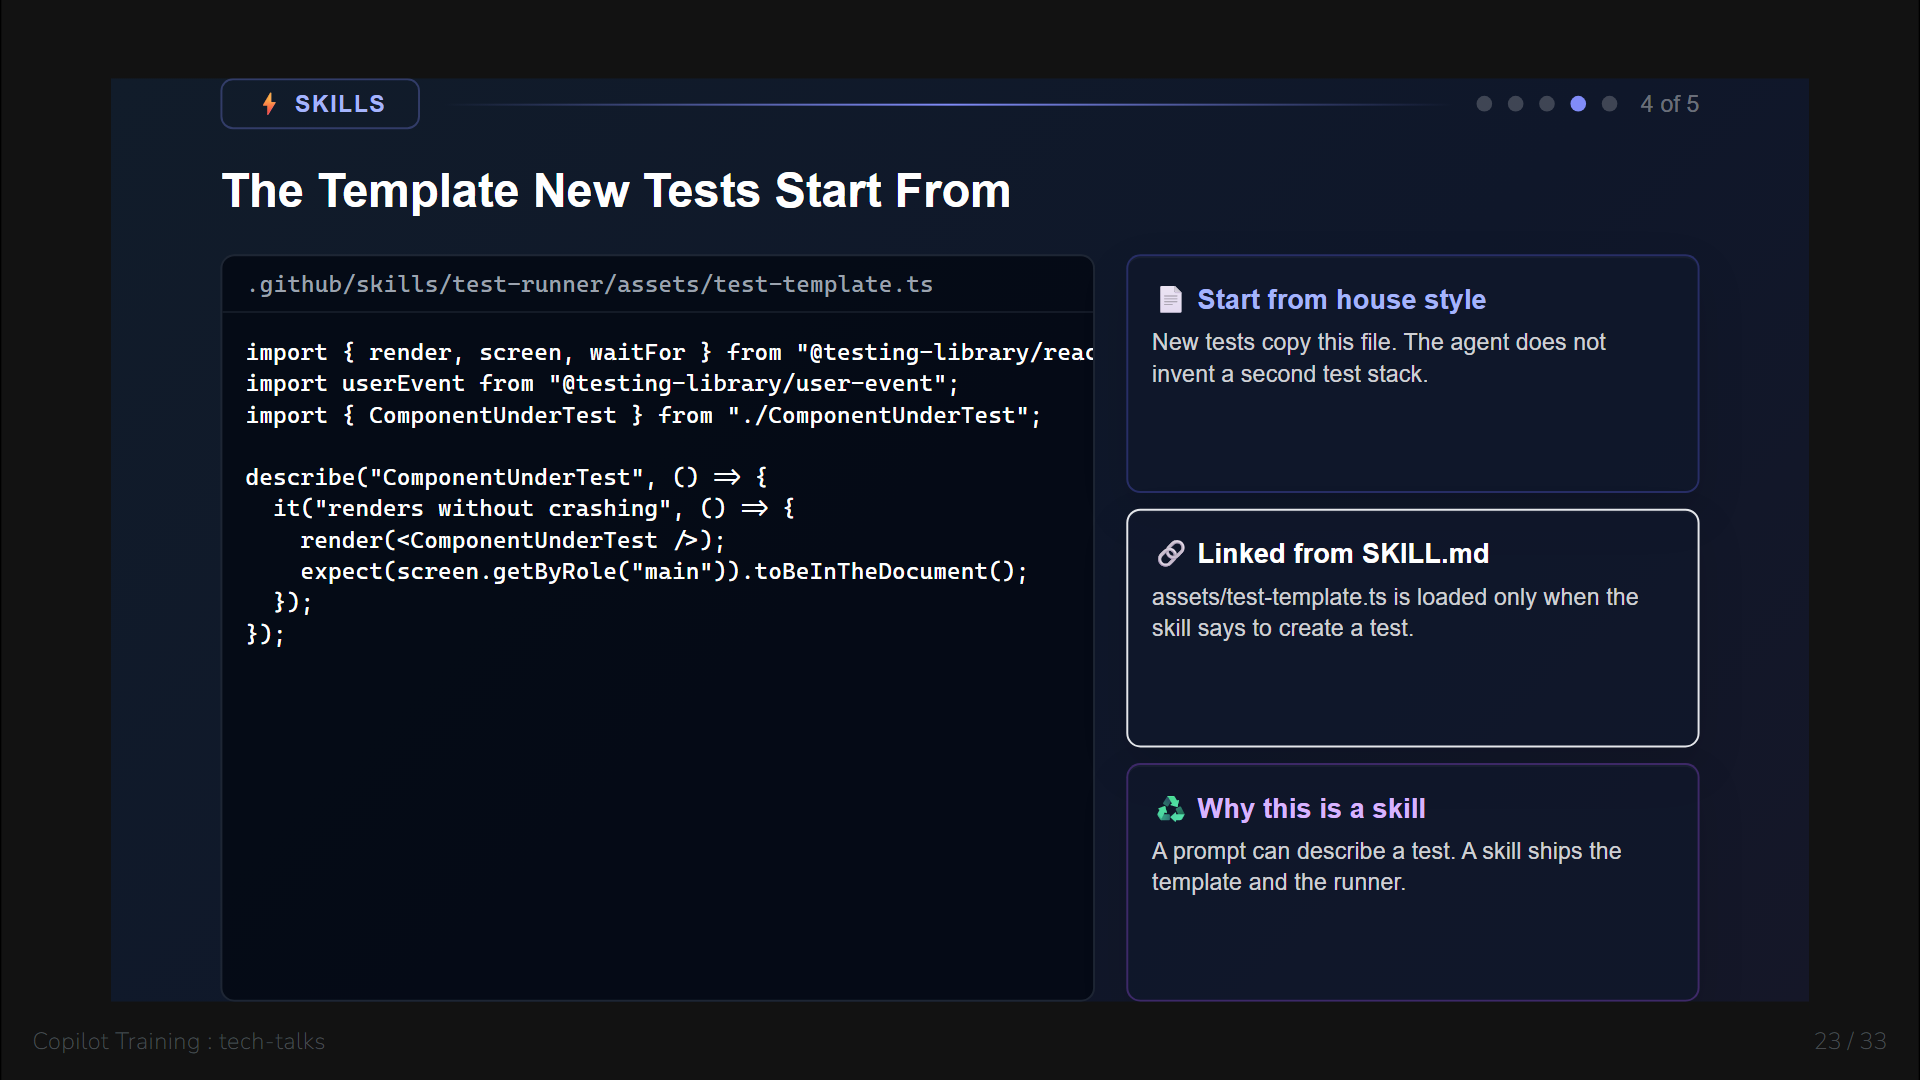 ⚡ SKILLS
4 of 5
The Template New Tests Start From
.github/skills/test-runner/assets/test-template.ts
import { render, screen, waitFor } from "@testing-library/reac
import userEvent from "@testing-library/user-event";
import { ComponentUnderTest } from "./ComponentUnderTest";
describe("ComponentUnderTest", () => {
  it("renders without crashing", () => {
    render(<ComponentUnderTest />);
    expect(screen.getByRole("main")).toBeInTheDocument();
  });
});
📄 Start from house style
New tests copy this file. The agent does not
invent a second test stack.
🔗 Linked from SKILL.md
assets/test-template.ts is loaded only when the
skill says to create a test.
♻️ Why this is a skill
A prompt can describe a test. A skill ships the
template and the runner.
Copilot Training : tech-talks
23 / 33